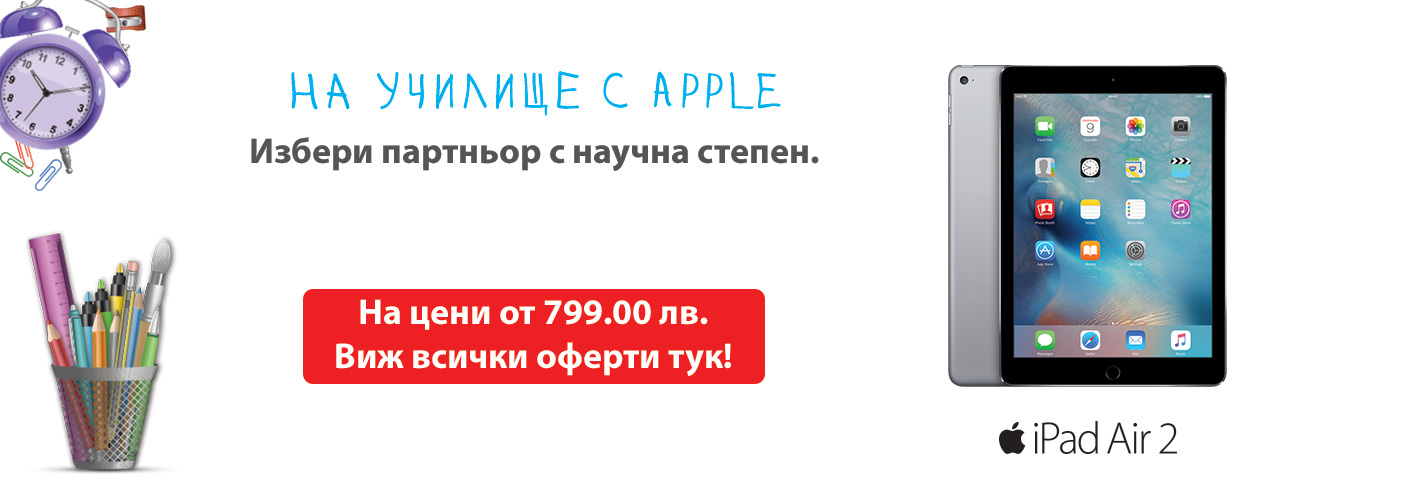 НА УЧИЛИЩЕ С APPLE
Избери партньор с научна степен.
На цени от 799.00 лв.
Виж всички оферти тук!
iPad Air 2